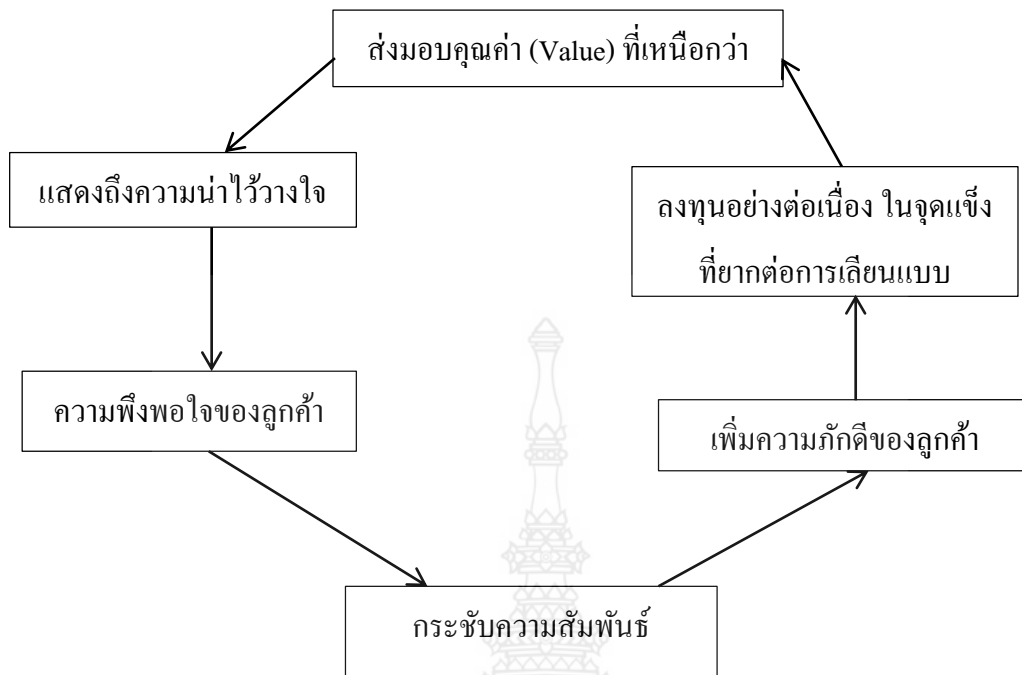 ส่งมอบคุณค่า (Value) ที่เหนือกว่า
แสดงถึงความน่าไว้วางใจ
ลงทุนอย่างต่อเนื่อง ในจุดแข็ง
ที่ยากต่อการเลียนแบบ
ความพึงพอใจของลูกค้า
เพิ่มความภักดีของลูกค้า
กระชับความสัมพันธ์